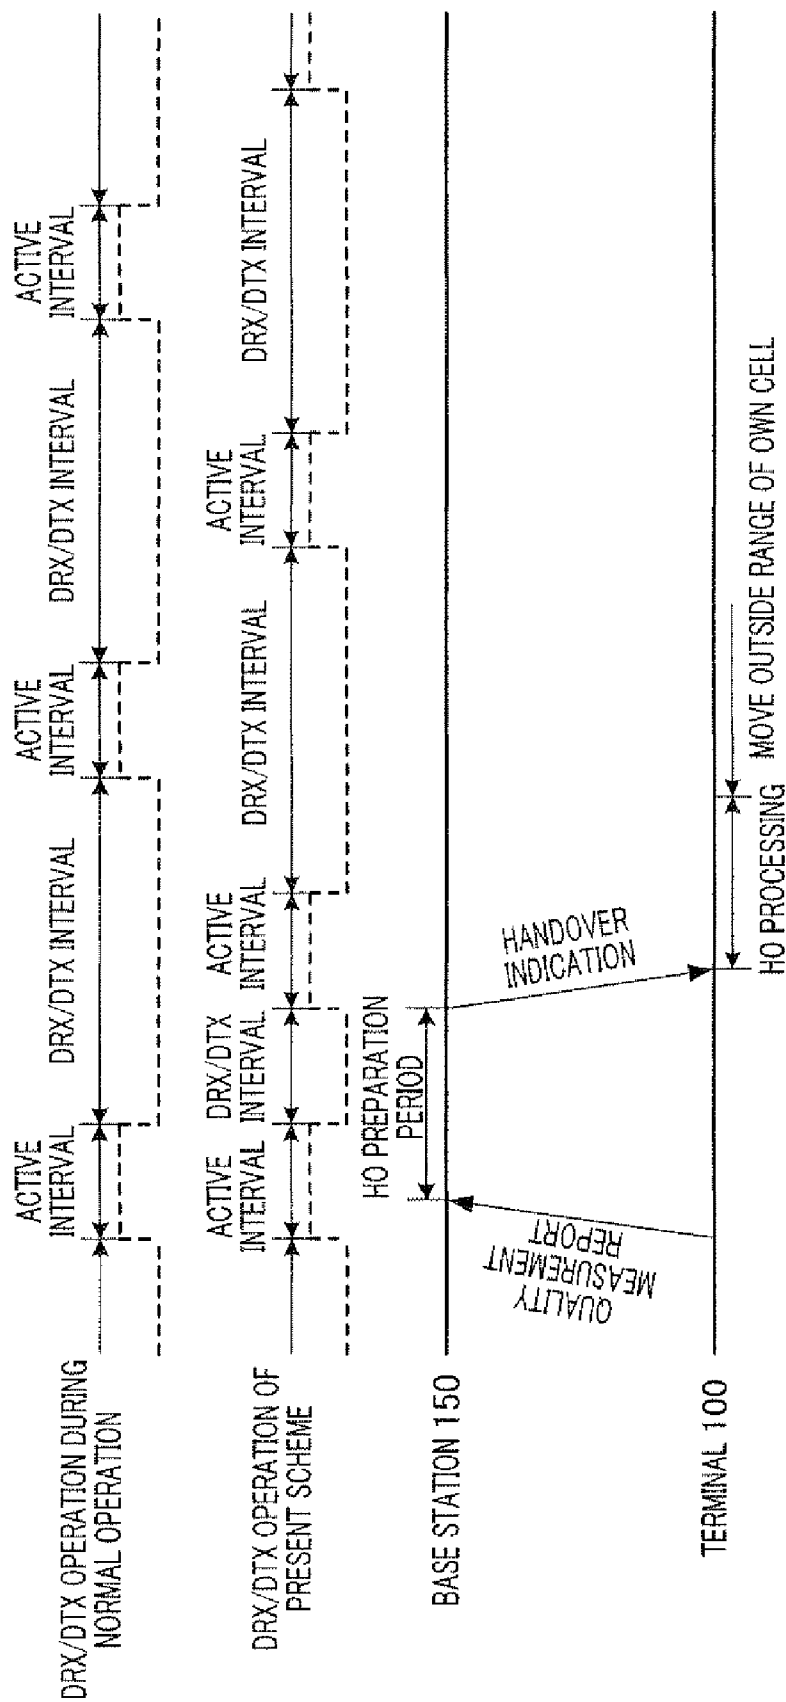 DRX/DTX OPERATION DURING
NORMAL OPERATION
ACTIVE
INTERVAL
DRX/DTX INTERVAL
ACTIVE
INTERVAL
DRX/DTX INTERVAL
ACTIVE
INTERVAL
DRX/DTX OPERATION OF
PRESENT SCHEME
ACTIVE
INTERVAL
DRX/DTX
INTERVAL
ACTIVE
INTERVAL
DRX/DTX INTERVAL
ACTIVE
INTERVAL
DRX/DTX INTERVAL
HO PREPARATION
PERIOD
BASE STATION 150
QUALITY
MEASUREMENT
REPORT
HANDOVER
INDICATION
TERMINAL 100
HO PROCESSING
MOVE OUTSIDE RANGE OF OWN CELL